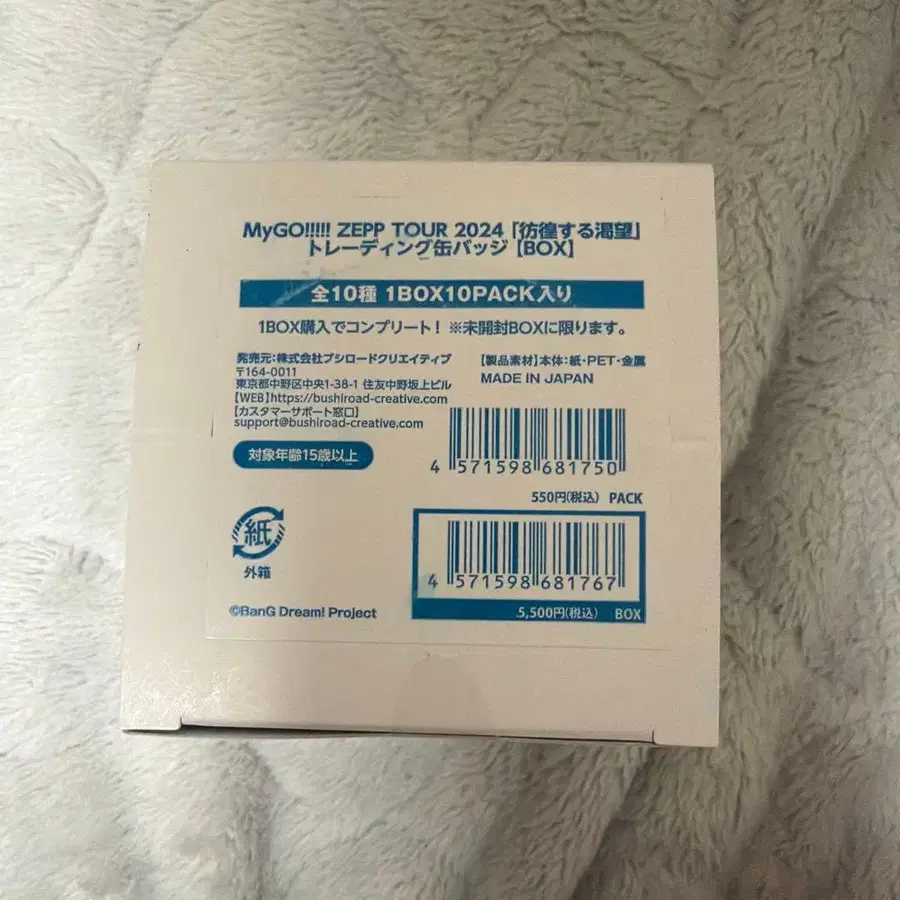 MyGO!!!!! ZEPP TOUR 2024「彷徨する渇望」
トレーディング缶バッジ【BOX】
全10種 1BOX10PACK入り
1BOX購入でコンプリート！ ※未開封BOXに限ります。
発売元：株式会社ブシロードクリエイティブ
〒164-0011
東京都中野区中央1-38-1 住友中野坂上ビル
【WEB】https://bushiroad-creative.com
【カスタマーサポート窓口】
support@bushiroad-creative.com
対象年齢15歳以上
【製品素材】本体：紙・PET・金属
MADE IN JAPAN
4 571598 681750
550円(税込) PACK
紙
外箱
4 571598 681767
5,500円(税込) BOX
©BanG Dream! Project